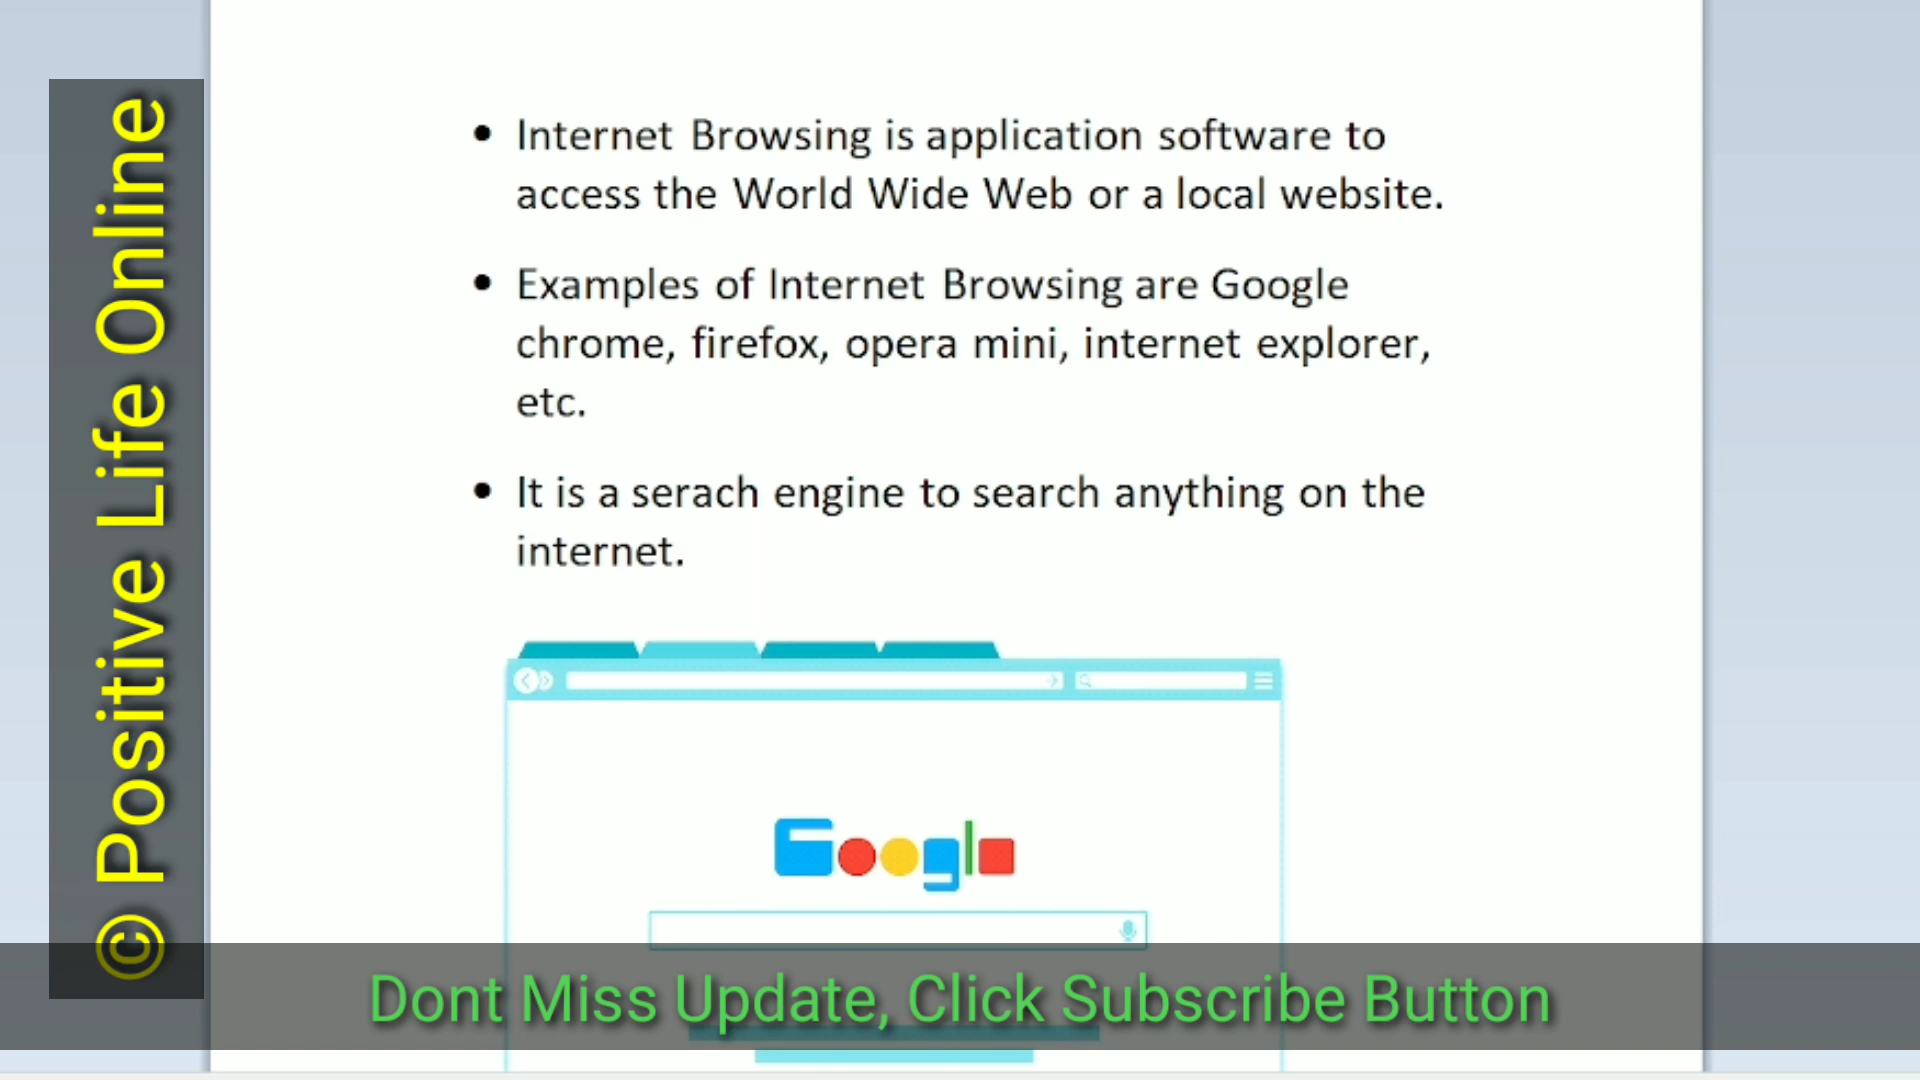 © Positive Life Online
• Internet Browsing is application software to
access the World Wide Web or a local website.
• Examples of Internet Browsing are Google
chrome, firefox, opera mini, internet explorer,
etc.
• It is a serach engine to search anything on the
internet.
Google
Dont Miss Update, Click Subscribe Button